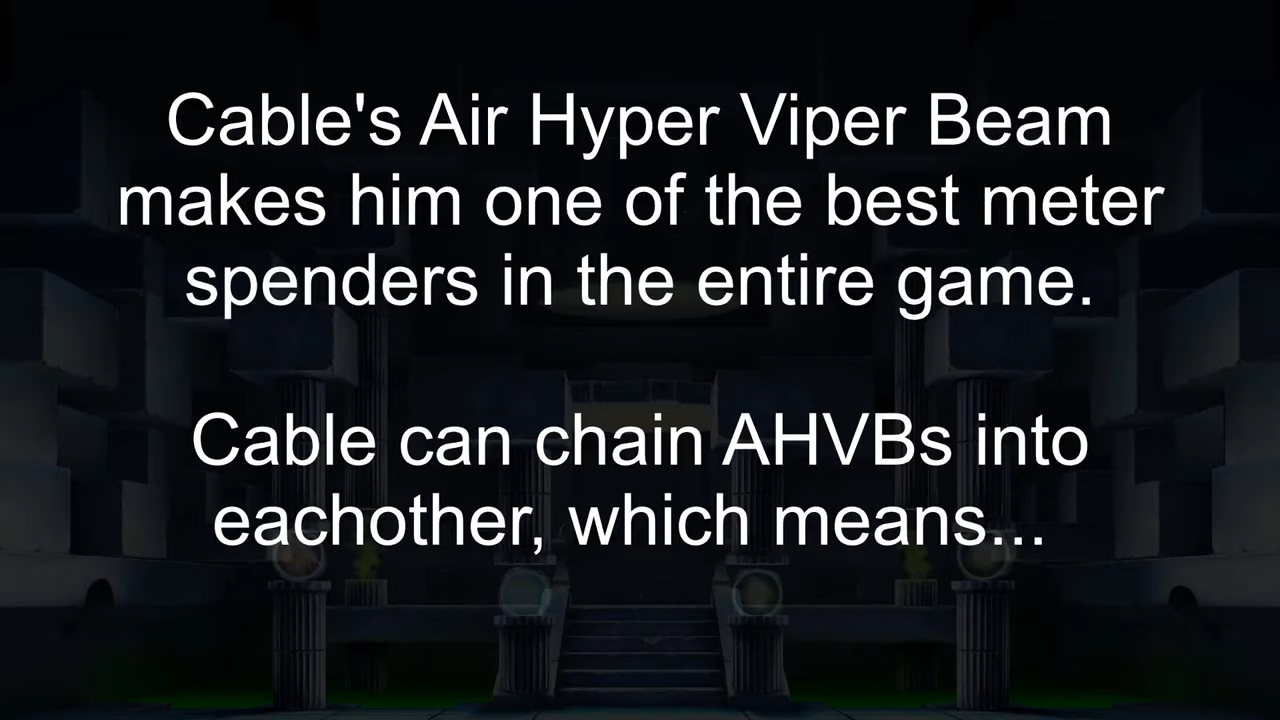 Cable's Air Hyper Viper Beam
makes him one of the best meter
spenders in the entire game.
Cable can chain AHVBs into
eachother, which means...